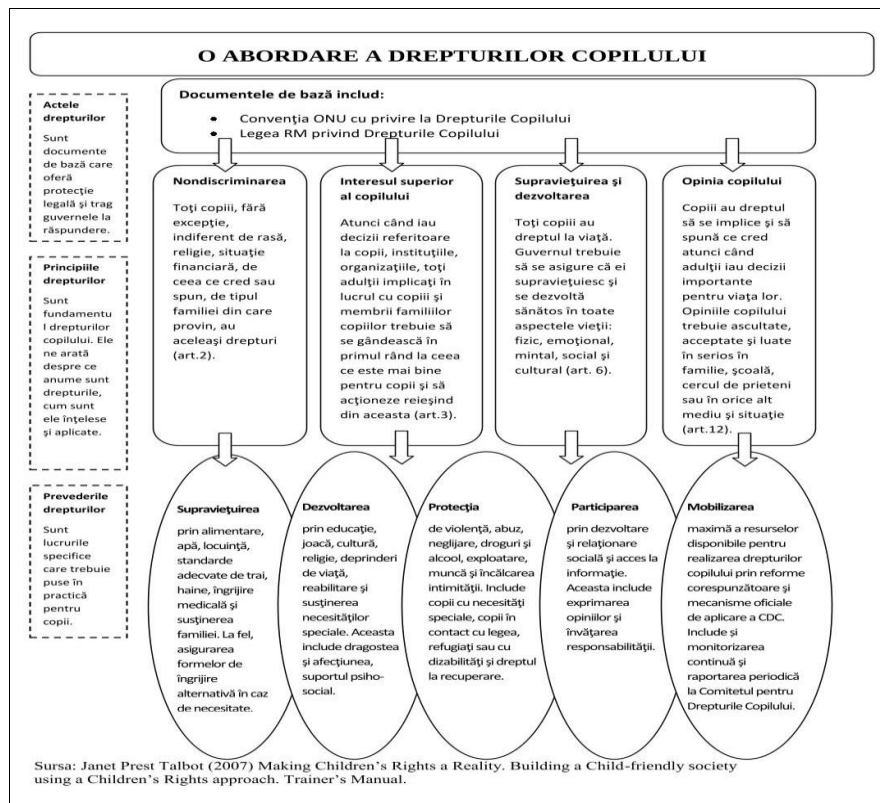 O ABORDARE A DREPTURILOR COPILULUI
Actele
drepturilor
Sunt
documente
de bază care
oferă
protecție
legală și trag
guvernele la
răspundere.
Documentele de bază includ:
• Convenția ONU cu privire la Drepturile Copilului
• Legea RM privind Drepturile Copilului
Principiile
drepturilor
Sunt
fundamentu
l drepturilor
copilului. Ele
ne arată
despre ce
anume sunt
drepturile,
cum sunt
ele înțelese
și aplicate.
Nondiscriminarea
Toți copiii, fără
excepție,
indiferent de rasă,
religie, situație
financiară, de
ceea ce cred sau
spun, de tipul
familiei din care
provin, au
aceleași drepturi
(art.2).
Interesul superior
al copilului
Atunci când iau
decizii referitoare
la copii, instituțiile,
organizațiile, toți
adulții implicați în
lucrul cu copiii și
membrii familiilor
copiilor trebuie să
se gândească în
primul rând la ceea
ce este mai bine
pentru copii și să
acționeze reieșind
din aceasta (art.3).
Supraviețuirea și
dezvoltarea
Toți copiii au
dreptul la viață.
Guvernul trebuie
să se asigure că ei
supraviețuiesc și
se dezvoltă
sănătos în toate
aspectele vieții:
fizic, emoțional,
mintal, social și
cultural (art. 6).
Opinia copilului
Copiii au dreptul
să se implice și să
spună ce cred
atunci când
adulții iau decizii
importante
pentru viața lor.
Opiniile copilului
trebuie ascultate,
acceptate și luate
în serios în
familie, școală,
cercul de prieteni
sau în orice alt
mediu și situație
(art.12).
Prevederile
drepturilor
Sunt
lucrurile
specifice
care trebuie
puse în
practică
pentru
copii.
Supraviețuirea
prin alimentare,
apă, locuință,
standarde
adecvate de trai,
haine, îngrijire
medicală și
susținerea
familiei. La fel,
asigurarea
formelor de
îngrijire
alternativă în caz
de necesitate.
Dezvoltarea
prin educație,
joacă, cultură,
religie, deprinderi
de viață,
reabilitare și
susținerea
necesităților
speciale. Aceasta
include dragostea
și afecțiunea,
suportul psiho-
social.
Protecția
de violență, abuz,
neglijare, droguri și
alcool, exploatare,
muncă și încălcarea
intimității. Include
copii cu necesități
speciale, copii în
contact cu legea,
refugiați sau cu
dizabilități și dreptul
la recuperare.
Participarea
prin dezvoltare
și relaționare
socială și acces la
informație.
Aceasta include
exprimarea
opiniilor și
învățarea
responsabilității.
Mobilizarea
maximă a resurselor
disponibile pentru
realizarea drepturilor
copilului prin reforme
corespunzătoare și
mecanisme oficiale
de aplicare a CDC.
Include și
monitorizarea
continuă și
raportarea periodică
la Comitetul pentru
Drepturile Copilului.
Sursa: Janet Prest Talbot (2007) Making Children's Rights a Reality. Building a Child-friendly society
using a Children's Rights approach. Trainer's Manual.